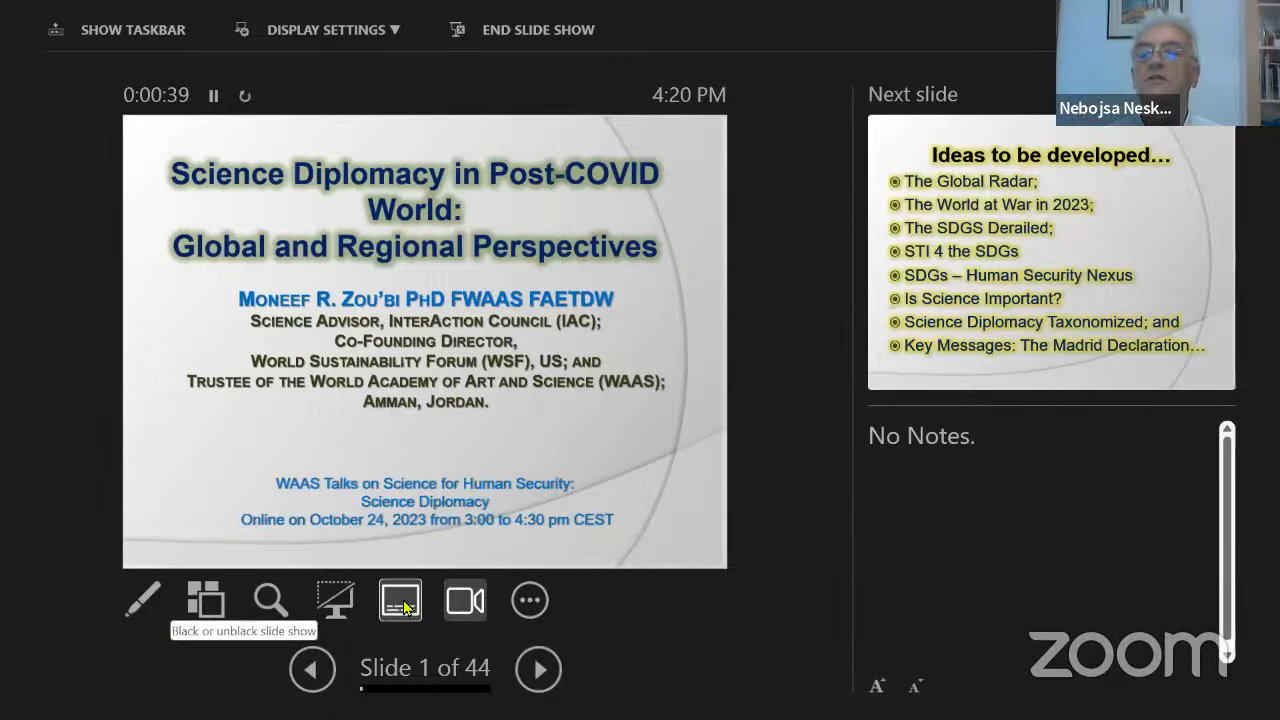 SHOW TASKBAR
DISPLAY SETTINGS ▼
END SLIDE SHOW
Nebojsa Nesk...
0:00:39
4:20 PM
Science Diplomacy in Post-COVID
World:
Global and Regional Perspectives
MONEEF R. ZOU'BI PHD FWAAS FAETDW
SCIENCE ADVISOR, INTERACTION COUNCIL (IAC);
CO-FOUNDING DIRECTOR,
WORLD SUSTAINABILITY FORUM (WSF), US; AND
TRUSTEE OF THE WORLD ACADEMY OF ART AND SCIENCE (WAAS);
AMMAN, JORDAN.
WAAS Talks on Science for Human Security:
Science Diplomacy
Online on October 24, 2023 from 3:00 to 4:30 pm CEST
Black or unblack slide show
Slide 1 of 44
Next slide
Ideas to be developed...
The Global Radar;
The World at War in 2023;
The SDGS Derailed;
STI 4 the SDGs
SDGs – Human Security Nexus
Is Science Important?
Science Diplomacy Taxonomized; and
Key Messages: The Madrid Declaration...
No Notes.
A A
zoom